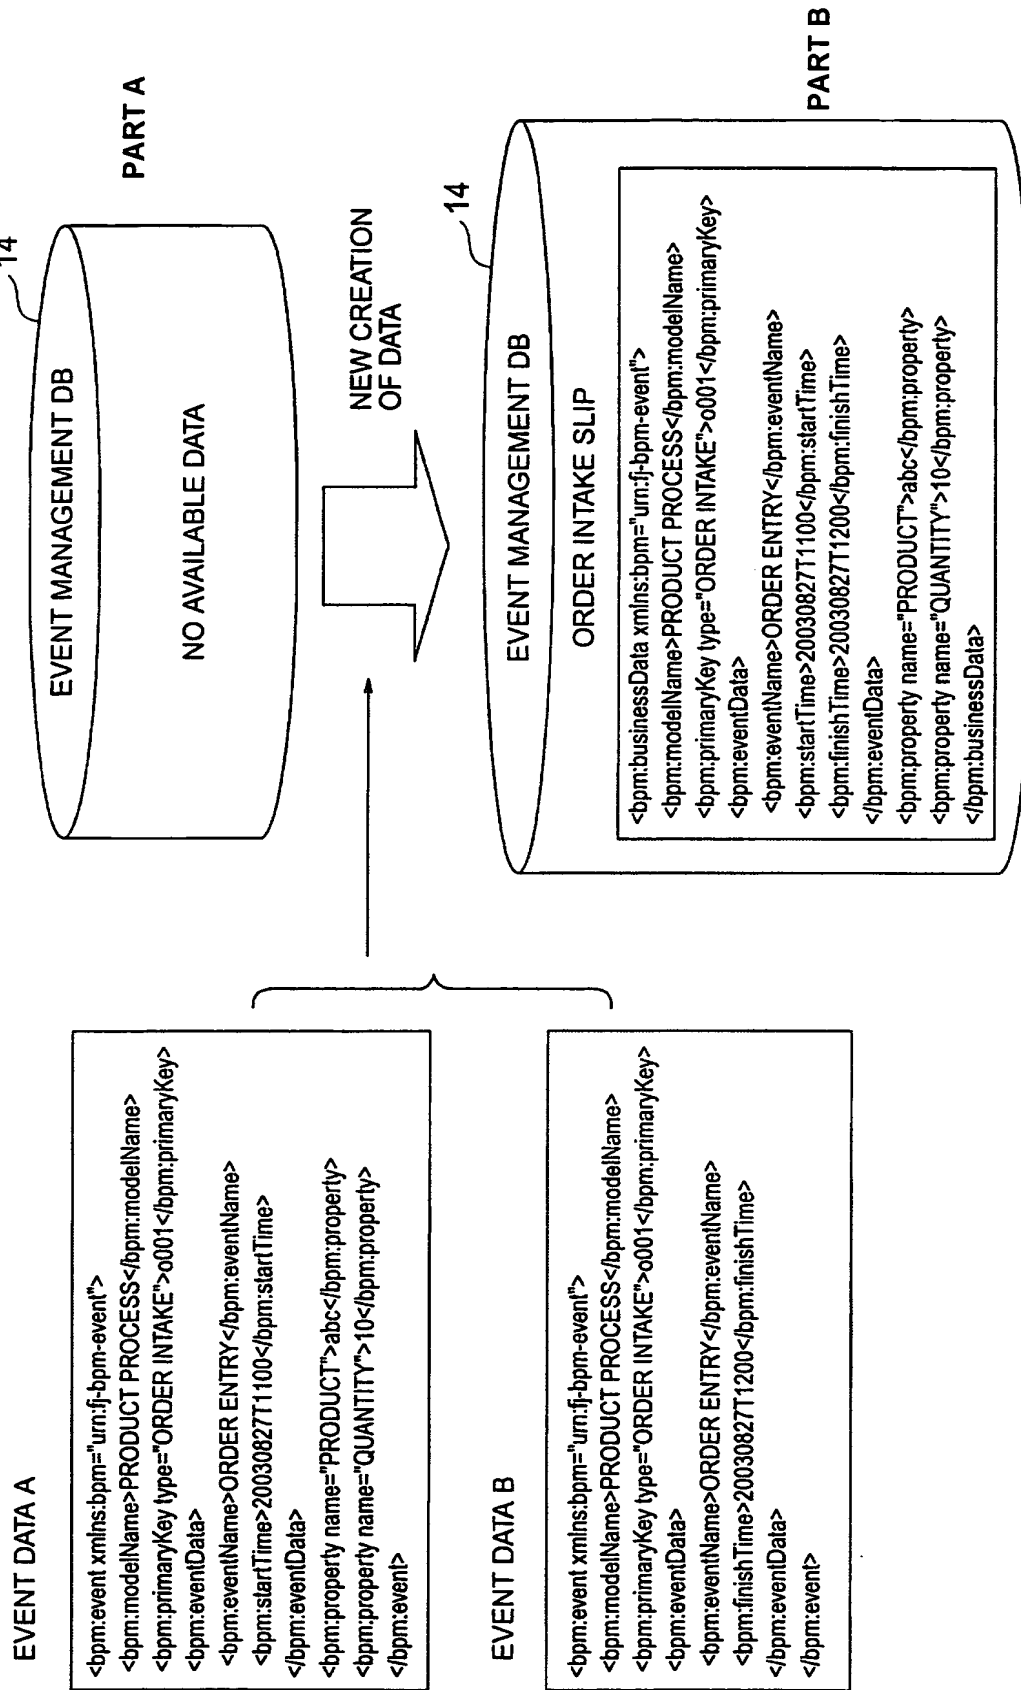 EVENT DATA A
<bpm:event xmlns:bpm="urn:fj-bpm-event">
<bpm:modelName>PRODUCT PROCESS</bpm:modelName>
<bpm:primaryKey type="ORDER INTAKE">o001</bpm:primaryKey>
<bpm:eventData>
<bpm:eventName>ORDER ENTRY</bpm:eventName>
<bpm:startTime>20030827T1100</bpm:startTime>
</bpm:eventData>
<bpm:property name="PRODUCT">abc</bpm:property>
<bpm:property name="QUANTITY">10</bpm:property>
</bpm:event>
EVENT DATA B
<bpm:event xmlns:bpm="urn:fj-bpm-event">
<bpm:modelName>PRODUCT PROCESS</bpm:modelName>
<bpm:primaryKey type="ORDER INTAKE">o001</bpm:primaryKey>
<bpm:eventData>
<bpm:eventName>ORDER ENTRY</bpm:eventName>
<bpm:finishTime>20030827T1200</bpm:finishTime>
</bpm:eventData>
</bpm:event>
14
EVENT MANAGEMENT DB
NO AVAILABLE DATA
PART A
NEW CREATION
OF DATA
14
EVENT MANAGEMENT DB
ORDER INTAKE SLIP
<bpm:businessData xmlns:bpm="urn:fj-bpm-event">
<bpm:modelName>PRODUCT PROCESS</bpm:modelName>
<bpm:primaryKey type="ORDER INTAKE">o001</bpm:primaryKey>
<bpm:eventData>
<bpm:eventName>ORDER ENTRY</bpm:eventName>
<bpm:startTime>20030827T1100</bpm:startTime>
<bpm:finishTime>20030827T1200</bpm:finishTime>
</bpm:eventData>
<bpm:property name="PRODUCT">abc</bpm:property>
<bpm:property name="QUANTITY">10</bpm:property>
</bpm:businessData>
PART B